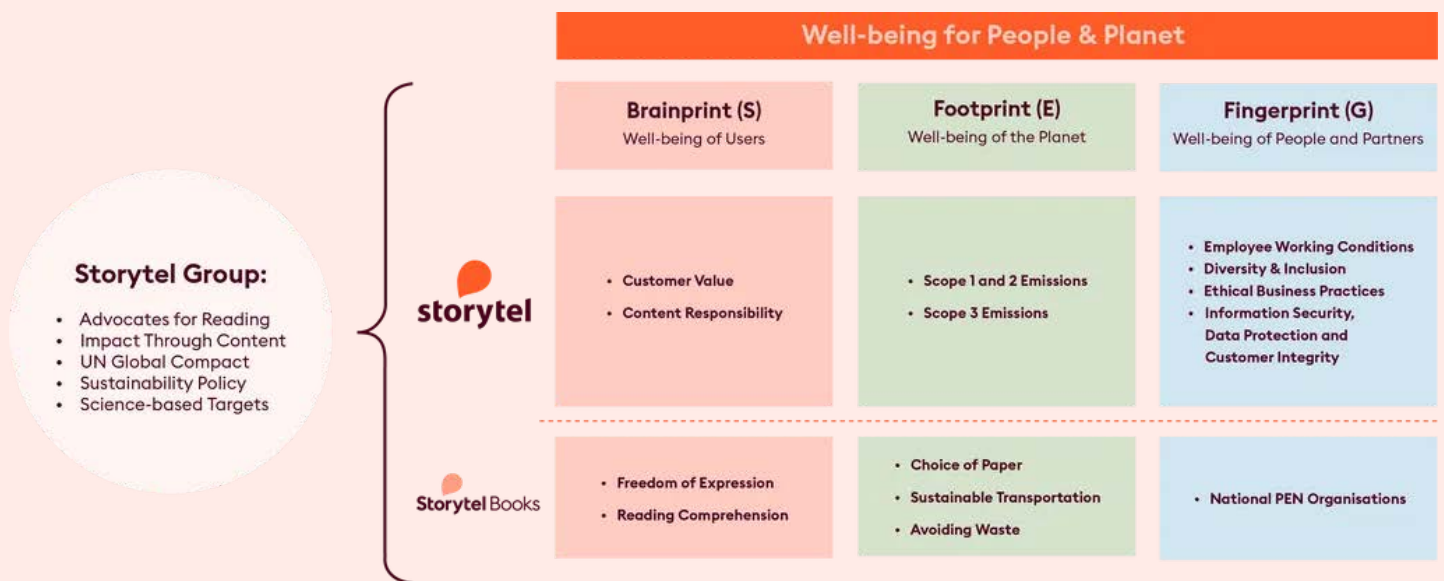 Well-being for People & Planet
Brainprint (S)
Well-being of Users
Footprint (E)
Well-being of the Planet
Fingerprint (G)
Well-being of People and Partners
Storytel Group:
• Advocates for Reading
• Impact Through Content
• UN Global Compact
• Sustainability Policy
• Science-based Targets
storytel
• Customer Value
• Content Responsibility
• Scope 1 and 2 Emissions
• Scope 3 Emissions
• Employee Working Conditions
• Diversity & Inclusion
• Ethical Business Practices
• Information Security,
Data Protection and
Customer Integrity
Storytel Books
• Freedom of Expression
• Reading Comprehension
• Choice of Paper
• Sustainable Transportation
• Avoiding Waste
• National PEN Organisations